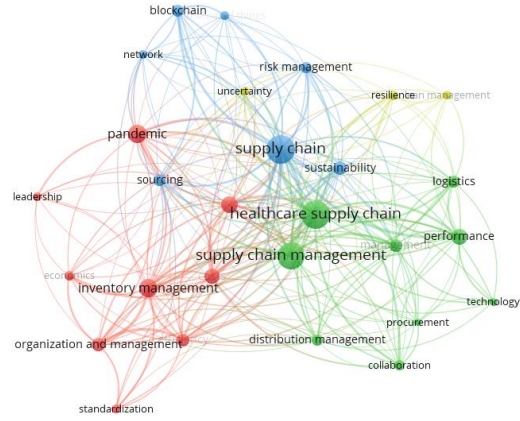 blockchain
network
risk management
uncertainty
resilience
pandemic
supply chain
sustainability
sourcing
logistics
leadership
healthcare supply chain
performance
management
supply chain management
economics
inventory management
technology
procurement
organization and management
distribution management
collaboration
standardization